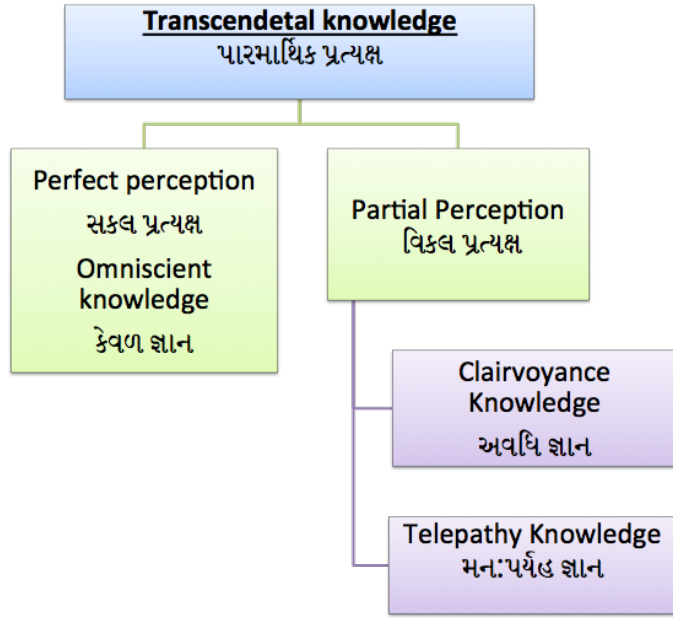 Transcendetal knowledge
પારમાર્થિક પ્રત્યક્ષ
Perfect perception
સકલ પ્રત્યક્ષ
Omniscient
knowledge
કેવળ જ્ઞાન
Partial Perception
વિકલ પ્રત્યક્ષ
Clairvoyance
Knowledge
અવધિ જ્ઞાન
Telepathy Knowledge
મન:પર્યહ જ્ઞાન